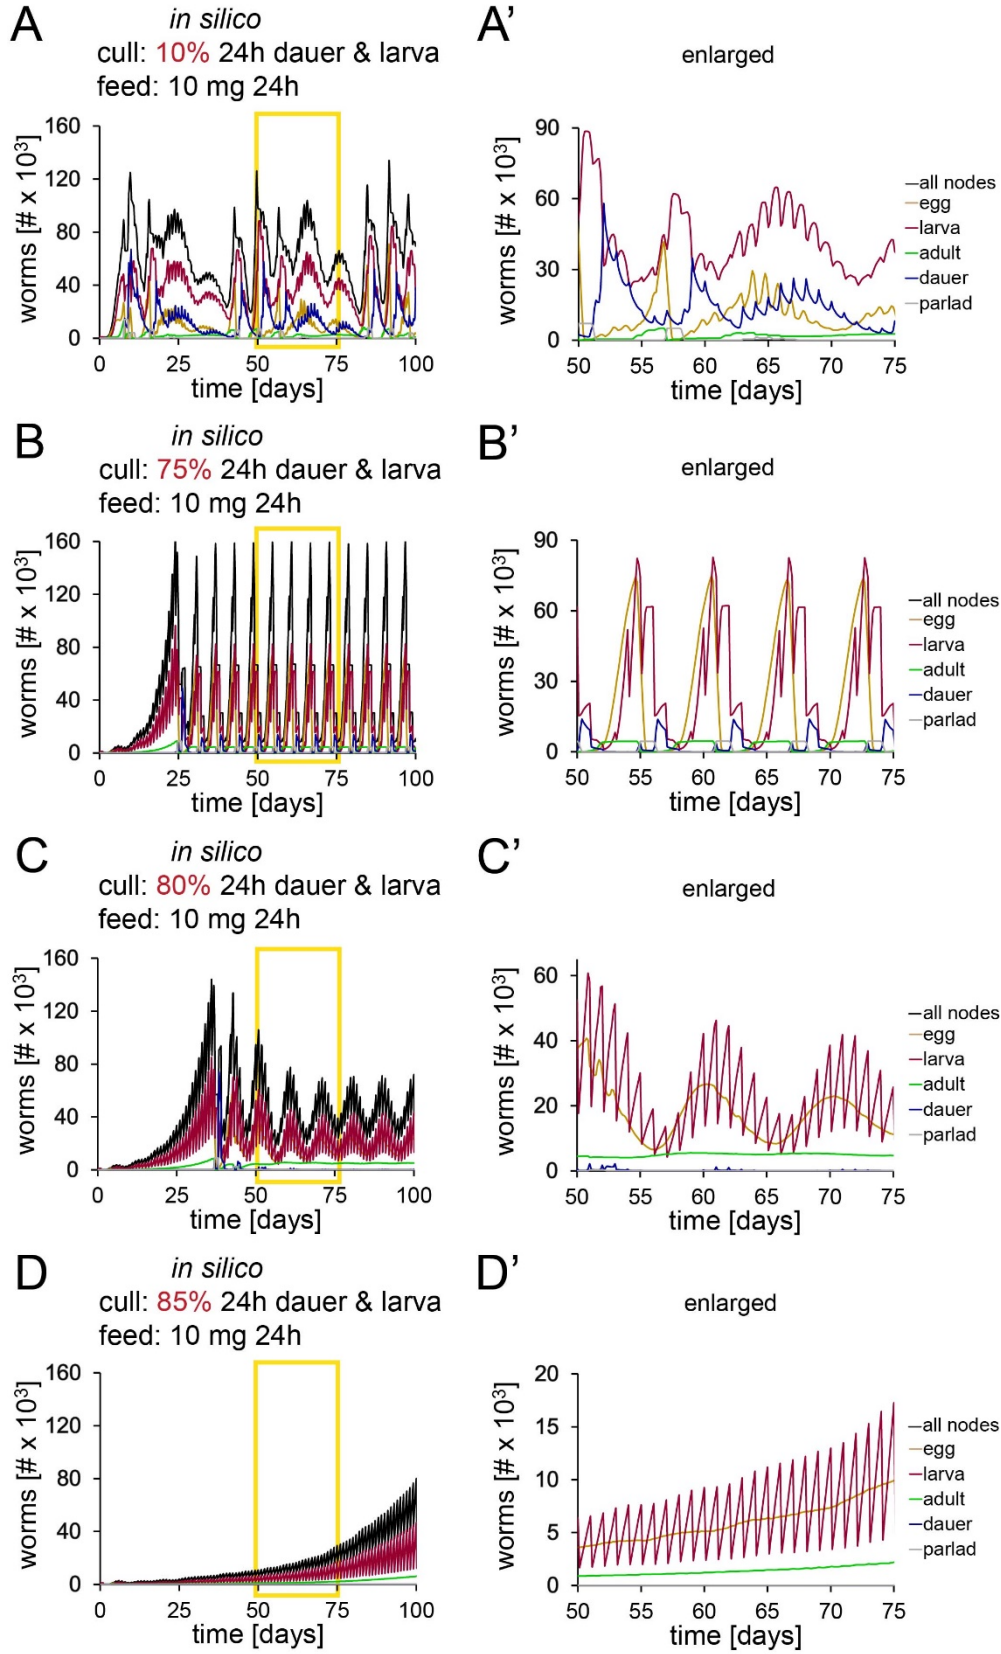 A
in silico
cull: 10% 24h dauer & larva
feed: 10 mg 24h
worms [# x 10³]
160
120
80
40
0
0 25 50 75 100
time [days]
A’
enlarged
worms [# x 10³]
90
60
30
0
50 55 60 65 70 75
time [days]
all nodes
egg
larva
adult
dauer
parlad
B
in silico
cull: 75% 24h dauer & larva
feed: 10 mg 24h
worms [# x 10³]
160
120
80
40
0
0 25 50 75 100
time [days]
B’
enlarged
worms [# x 10³]
90
60
30
0
50 55 60 65 70 75
time [days]
all nodes
egg
larva
adult
dauer
parlad
C
in silico
cull: 80% 24h dauer & larva
feed: 10 mg 24h
worms [# x 10³]
160
120
80
40
0
0 25 50 75 100
time [days]
C’
enlarged
worms [# x 10³]
60
40
20
0
50 55 60 65 70 75
time [days]
all nodes
egg
larva
adult
dauer
parlad
D
in silico
cull: 85% 24h dauer & larva
feed: 10 mg 24h
worms [# x 10³]
160
120
80
40
0
0 25 50 75 100
time [days]
D’
enlarged
worms [# x 10³]
20
15
10
5
0
50 55 60 65 70 75
time [days]
all nodes
egg
larva
adult
dauer
parlad